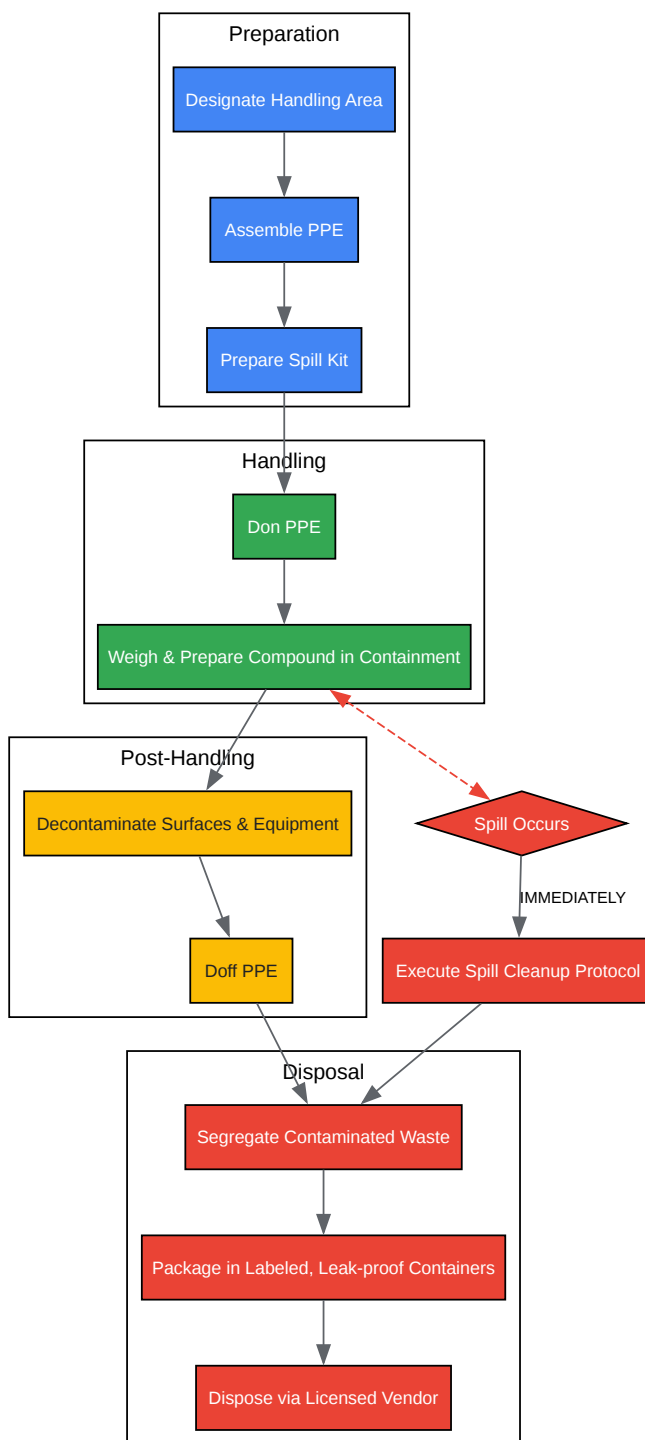 Preparation
Designate Handling Area
Assemble PPE
Prepare Spill Kit
Handling
Don PPE
Weigh & Prepare Compound in Containment
Post-Handling
Decontaminate Surfaces & Equipment
Spill Occurs
IMMEDIATELY
Doff PPE
Execute Spill Cleanup Protocol
Disposal
Segregate Contaminated Waste
Package in Labeled, Leak-proof Containers
Dispose via Licensed Vendor